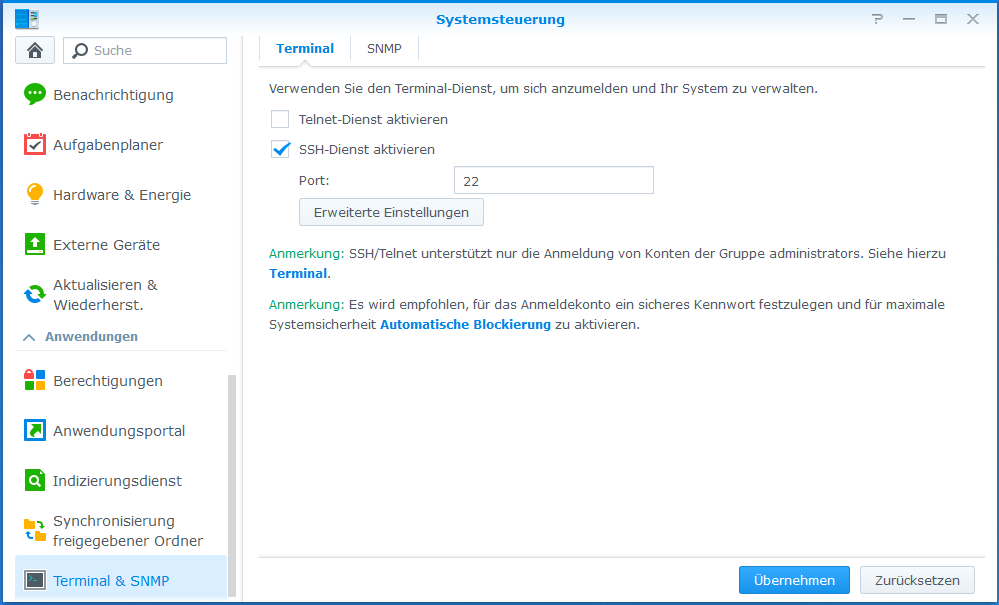 Systemsteuerung
Suche
Benachrichtigung
Aufgabenplaner
Hardware & Energie
Externe Geräte
Aktualisieren &
Wiederherst.
Anwendungen
Berechtigungen
Anwendungsportal
Indizierungsdienst
Synchronisierung
freigegebener Ordner
Terminal & SNMP
Terminal
SNMP
Verwenden Sie den Terminal-Dienst, um sich anzumelden und Ihr System zu verwalten.
Telnet-Dienst aktivieren
SSH-Dienst aktivieren
Port:
22
Erweiterte Einstellungen
Anmerkung: SSH/Telnet unterstützt nur die Anmeldung von Konten der Gruppe administrators. Siehe hierzu
Terminal.
Anmerkung: Es wird empfohlen, für das Anmeldekonto ein sicheres Kennwort festzulegen und für maximale
Systemsicherheit Automatische Blockierung zu aktivieren.
Übernehmen
Zurücksetzen